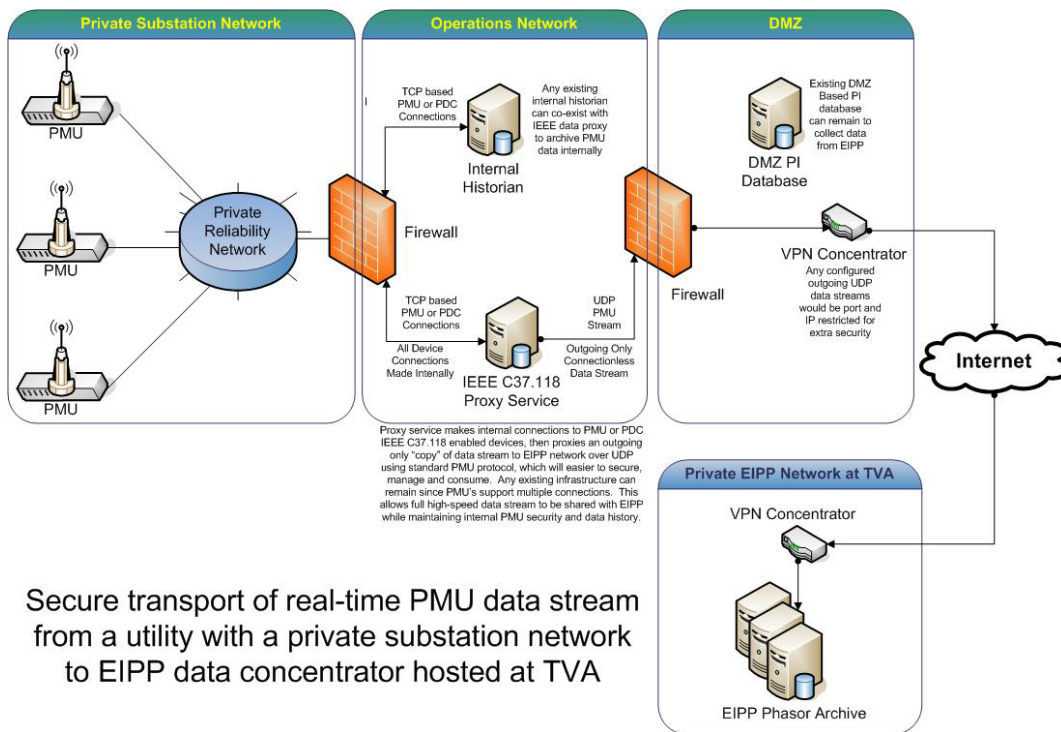 Private Substation Network
Operations Network
DMZ
PMU
PMU
PMU
Private
Reliability
Network
Firewall
TCP based
PMU or PDC
Connections
Any existing
internal historian
can co-exist with
IEEE data proxy
to archive PMU
data internally
Internal
Historian
TCP based
PMU or PDC
Connections
All Device
Connections
Made Intenally
IEEE C37.118
Proxy Service
UDP
PMU
Stream
Outgoing Only
Connectionless
Data Stream
Firewall
Existing DMZ
Based PI
database
can remain to
collect data
from EIPP
DMZ PI
Database
VPN Concentrator
Any configured
outgoing UDP
data streams
would be port and
IP restricted for
extra security
Internet
Proxy service makes internal connections to PMU or PDC
IEEE C37.118 enabled devices, then proxies an outgoing
only “copy” of data stream to EIPP network over UDP
using standard PMU protocol, which will easier to secure,
manage and consume. Any existing infrastructure can
remain since PMU's support multiple connections. This
allows full high-speed data stream to be shared with EIPP
while maintaining internal PMU security and data history.
Private EIPP Network at TVA
VPN Concentrator
EIPP Phasor Archive
Secure transport of real-time PMU data stream
from a utility with a private substation network
to EIPP data concentrator hosted at TVA